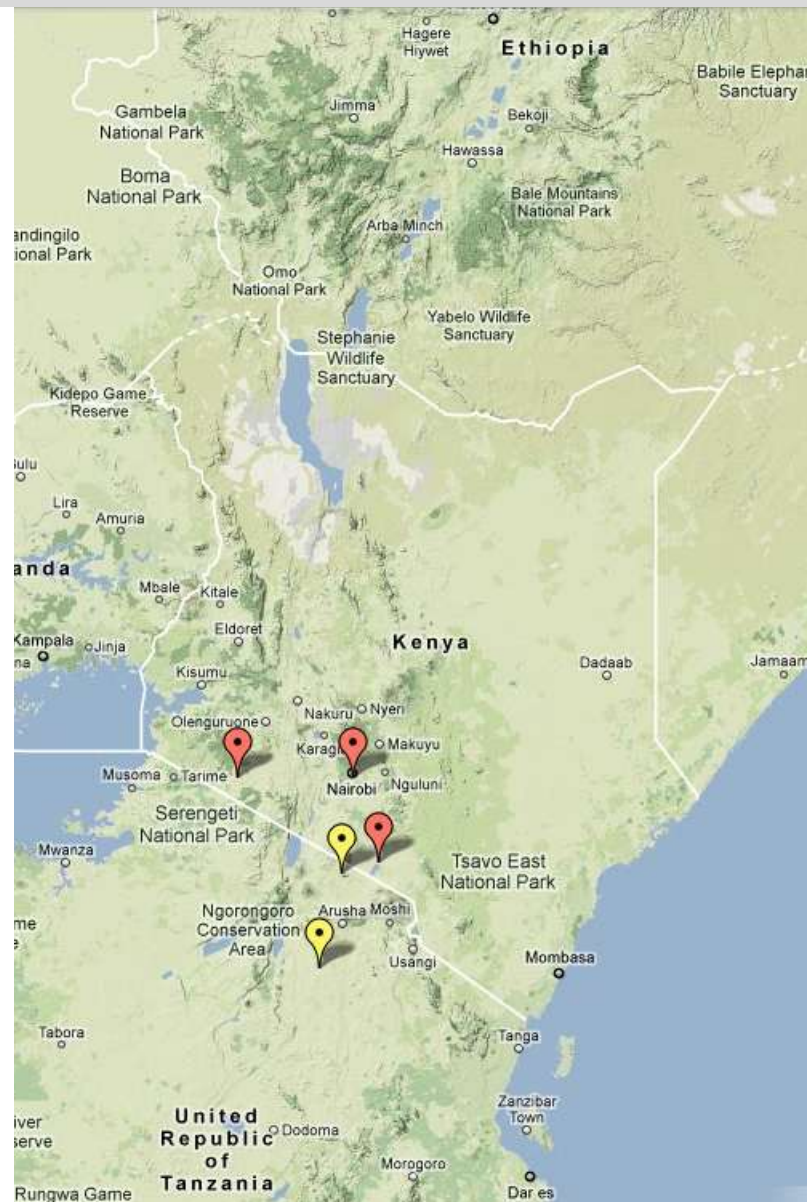 Hagere
Hiywet
Ethiopia
Babile Elephan
Sanctuary
Gambela
National Park
Jimma
Bekoji
Hawassa
Boma
National Park
Bale Mountains
National Park
andingilo
ional Park
Arba Minch
Omo
National Park
Yabelo Wildlife
Sanctuary
Stephanie
Wildlife
Sanctuary
Kidepo Game
Reserve
Lira
Amuria
anda
Mbale
Kitale
Eldoret
Kampala
Jinja
na
Kenya
Dadaab
Jamaam
Kisumu
Nakuru
Nyeri
Olenguruone
Karagi
Makuyu
Musoma
Tarime
Nairobi
Nguluni
Serengeti
National Park
Mwanza
Tsavo East
National Park
Ngorongoro
Conservation
Area
Arusha
Moshi
me
e
Usangi
Mombasa
Tabora
Tanga
Zanzibar
Town
United
Republic
of
Tanzania
Dodoma
iver
serve
Morogoro
Rungwa Game
Dar es